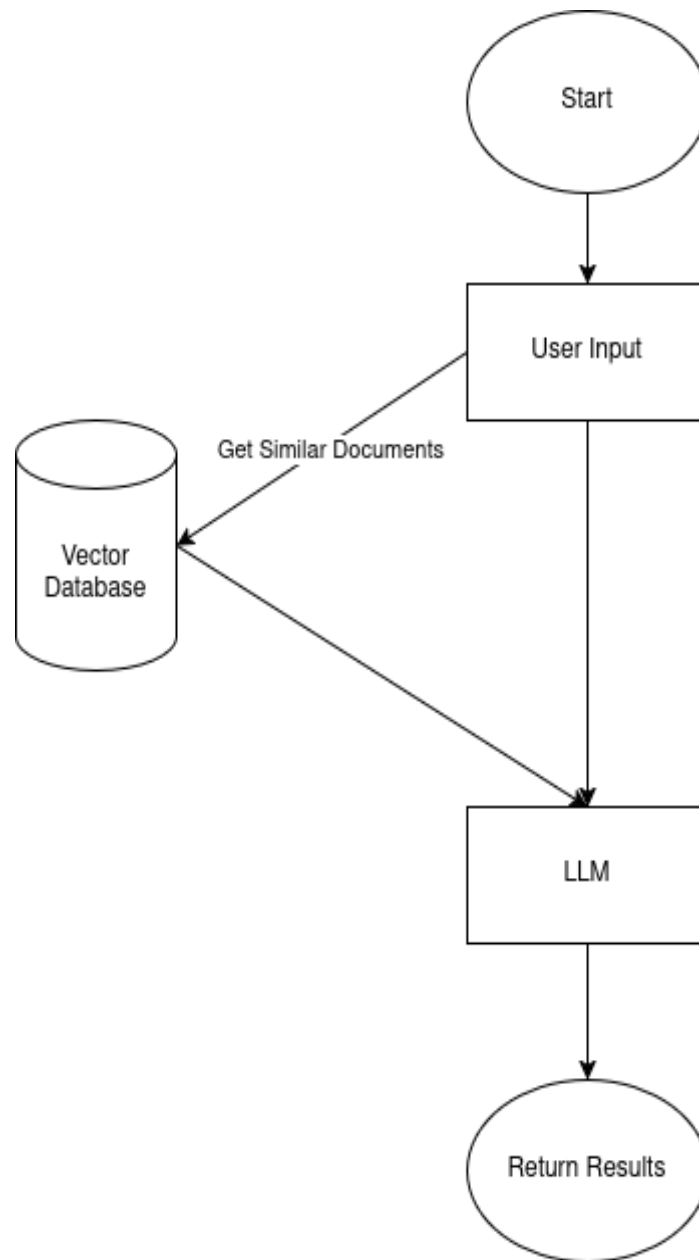 Start
User Input
Get Similar Documents
Vector
Database
LLM
Return Results